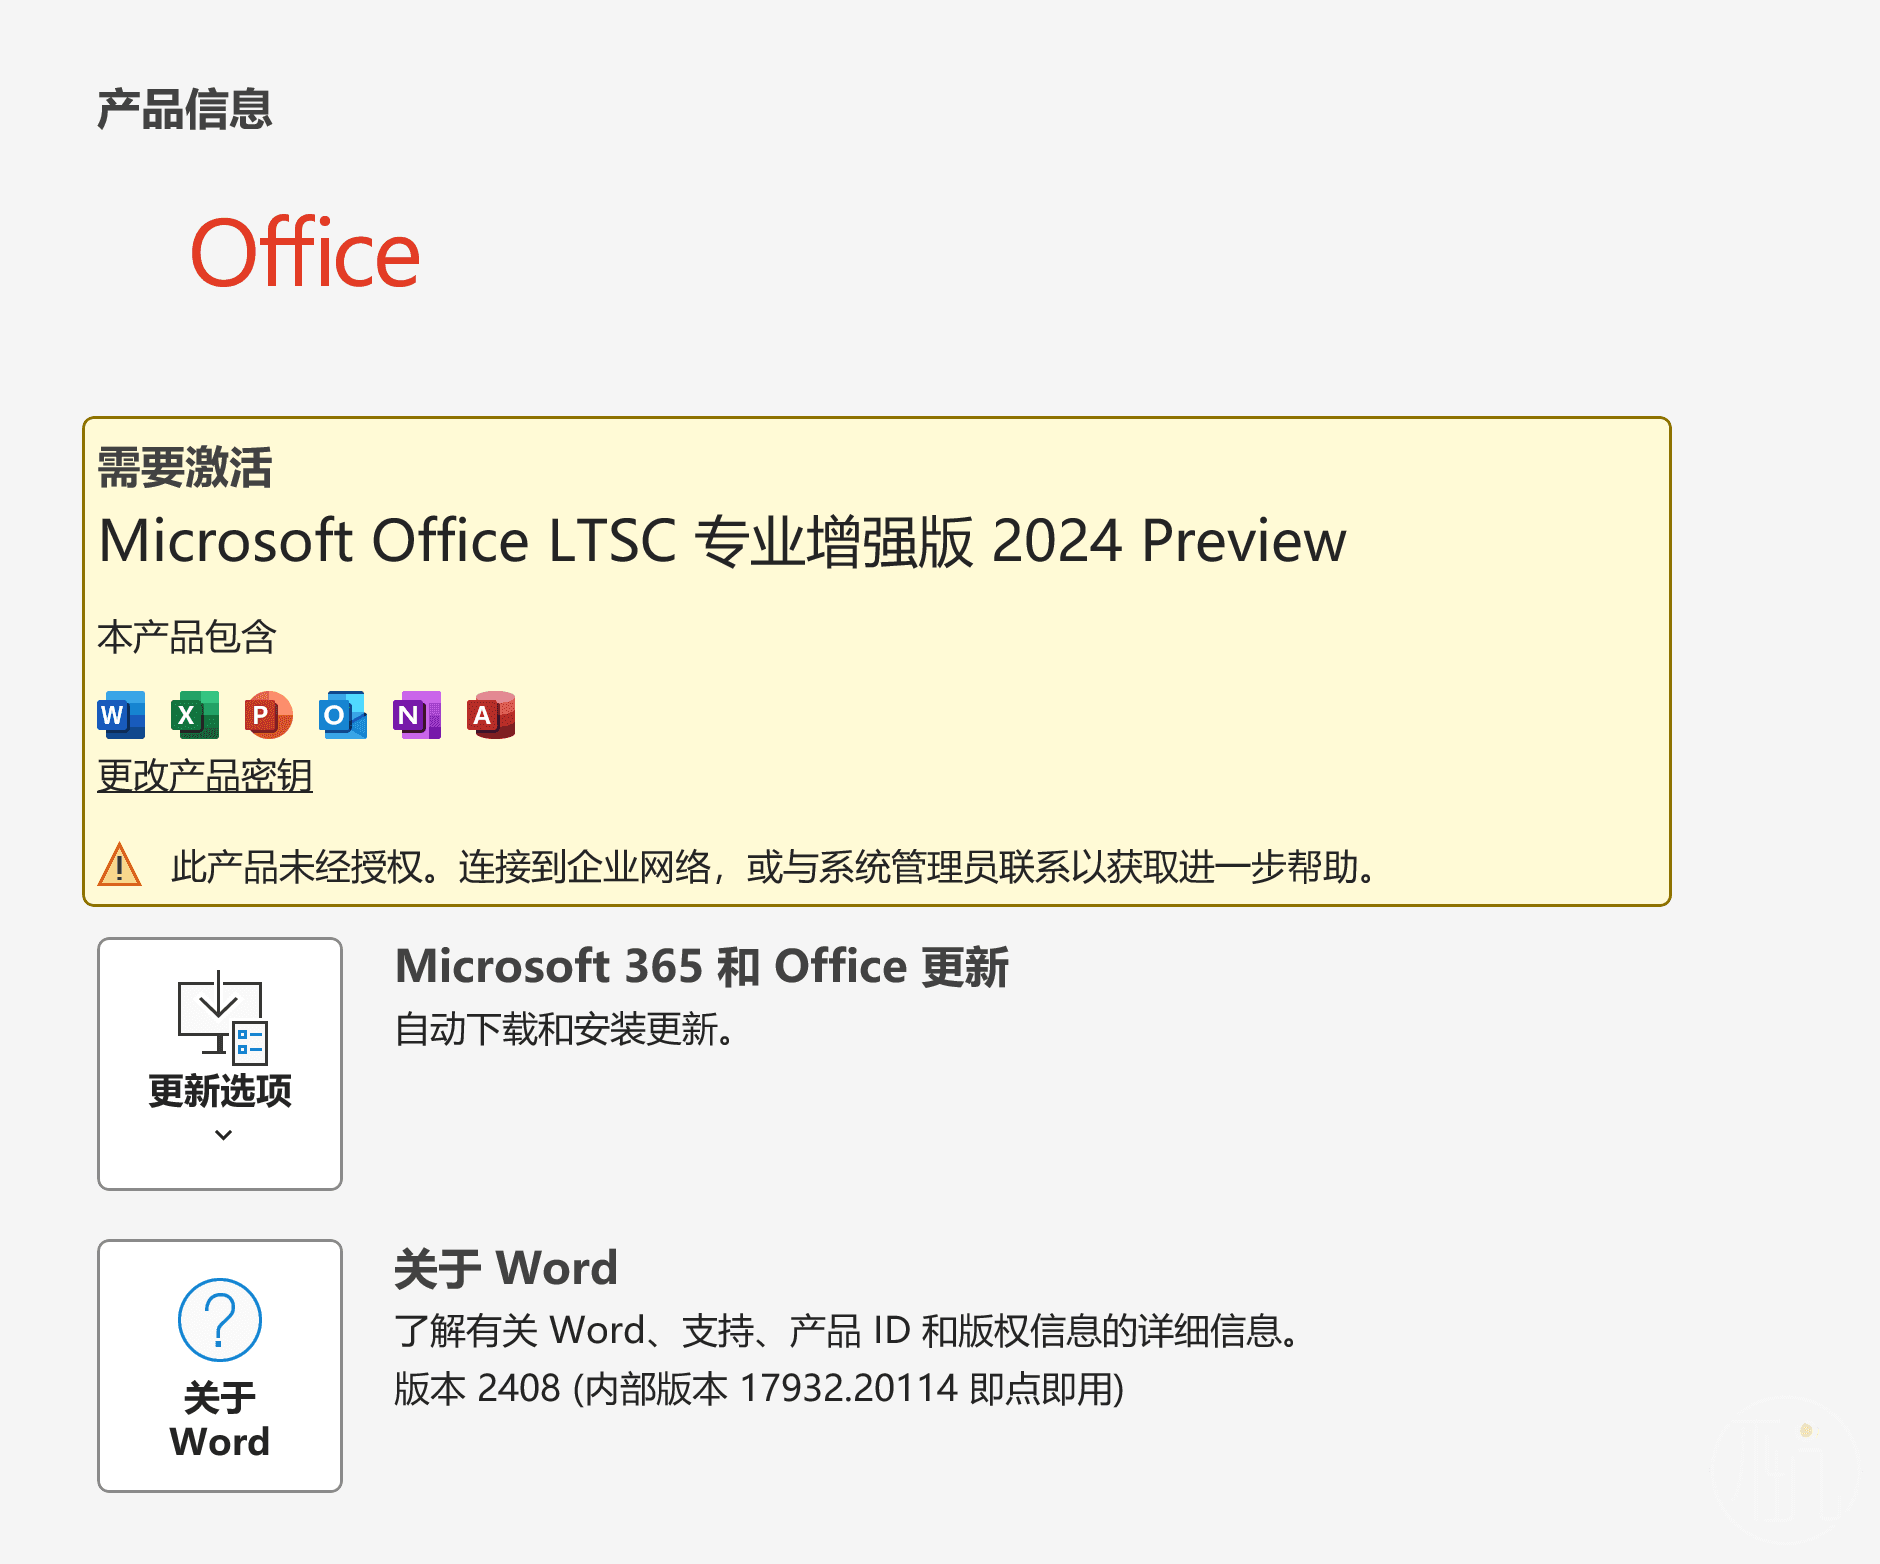 产品信息
Office
需要激活
Microsoft Office LTSC 专业增强版 2024 Preview
本产品包含
W X P O N A
更改产品密钥
此产品未经授权。连接到企业网络，或与系统管理员联系以获取进一步帮助。
Microsoft 365 和 Office 更新
自动下载和安装更新。
更新选项
关于 Word
了解有关 Word、支持、产品 ID 和版权信息的详细信息。
版本 2408 (内部版本 17932.20114 即点即用)
关于
Word